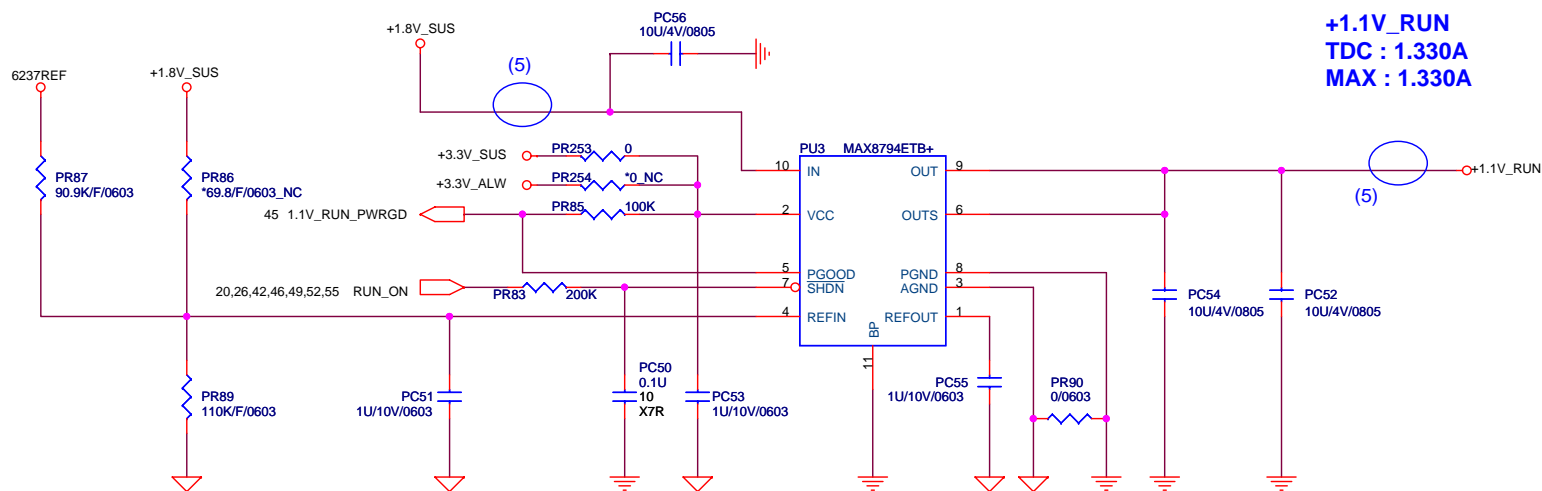 PC56
10U/4V/0805
+1.8V_SUS
+1.1V_RUN
TDC : 1.330A
MAX : 1.330A
6237REF
+1.8V_SUS
(5)
PU3 MAX8794ETB+
+3.3V_SUS
PR253 0
+3.3V_ALW
PR254 *0_NC
10 IN
OUT 9
+1.1V_RUN
(5)
PR87
90.9K/F/0603
PR86
*69.8/F/0603_NC
45 1.1V_RUN_PWRGD
PR85 100K
2 VCC
OUTS 6
5 PGOOD
PGND 8
20,26,42,46,49,52,55 RUN_ON
PR83 200K
7 SHDN
AGND 3
PC54
10U/4V/0805
PC52
10U/4V/0805
4 REFIN
REFOUT 1
BP
11
PR89
110K/F/0603
PC51
1U/10V/0603
PC50
0.1U
10
X7R
PC53
1U/10V/0603
PC55
1U/10V/0603
PR90
0/0603